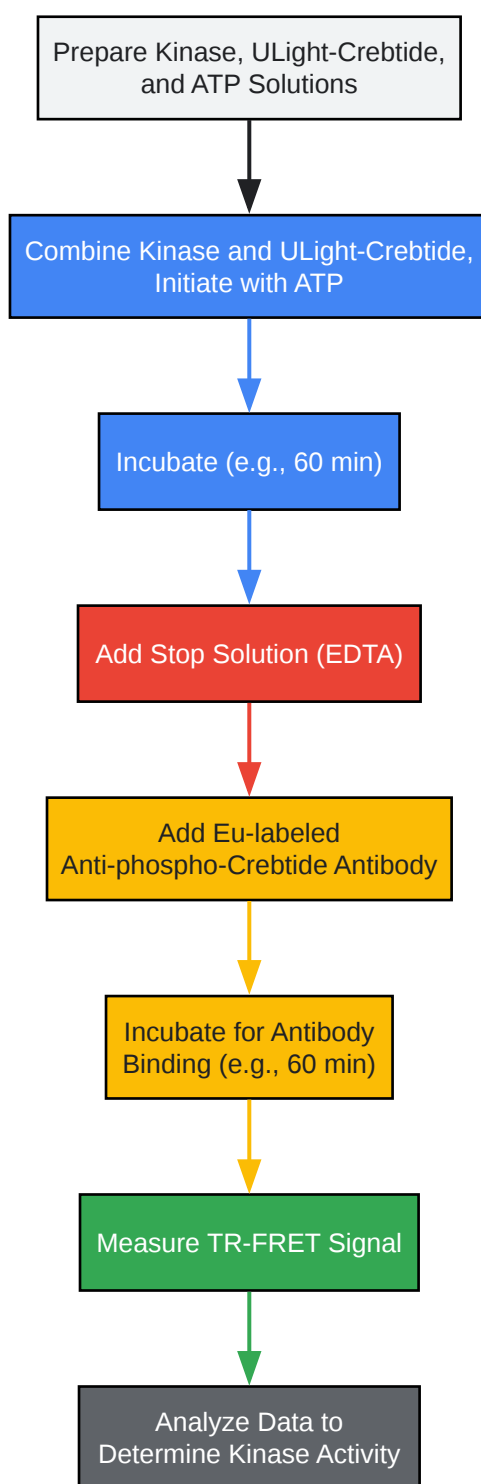 Prepare Kinase, ULight-Crebtide,
and ATP Solutions
Combine Kinase and ULight-Crebtide,
Initiate with ATP
Incubate (e.g., 60 min)
Add Stop Solution (EDTA)
Add Eu-labeled
Anti-phospho-Crebtide Antibody
Incubate for Antibody
Binding (e.g., 60 min)
Measure TR-FRET Signal
Analyze Data to
Determine Kinase Activity